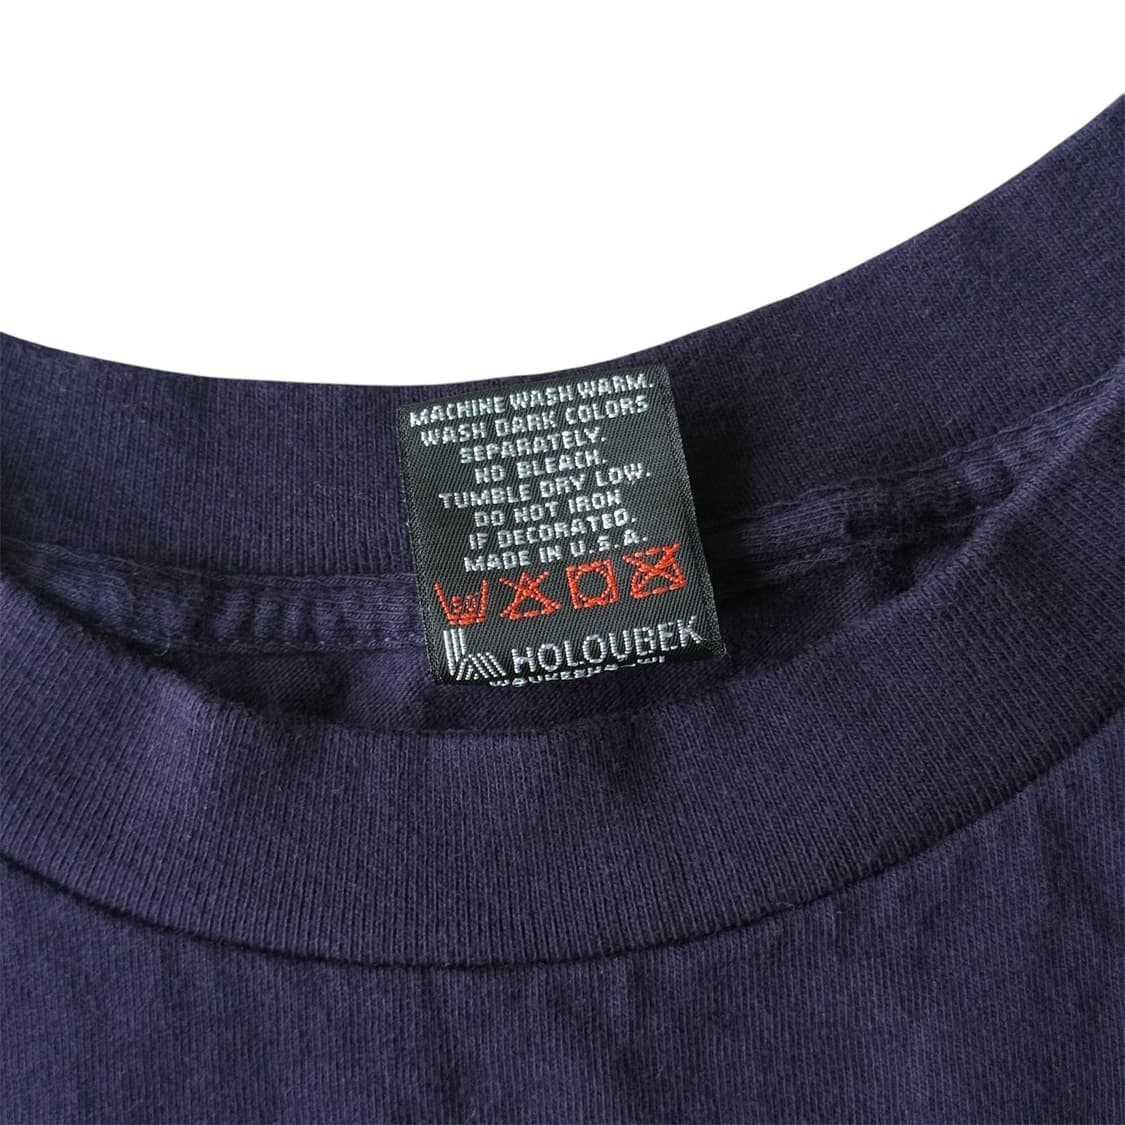 MACHINE WASH WARM.
WASH DARK COLORS
SEPARATELY.
NO BLEACH.
TUMBLE DRY LOW.
DO NOT IRON
IF DECORATED.
MADE IN U.S.A.
HOLOUBEK